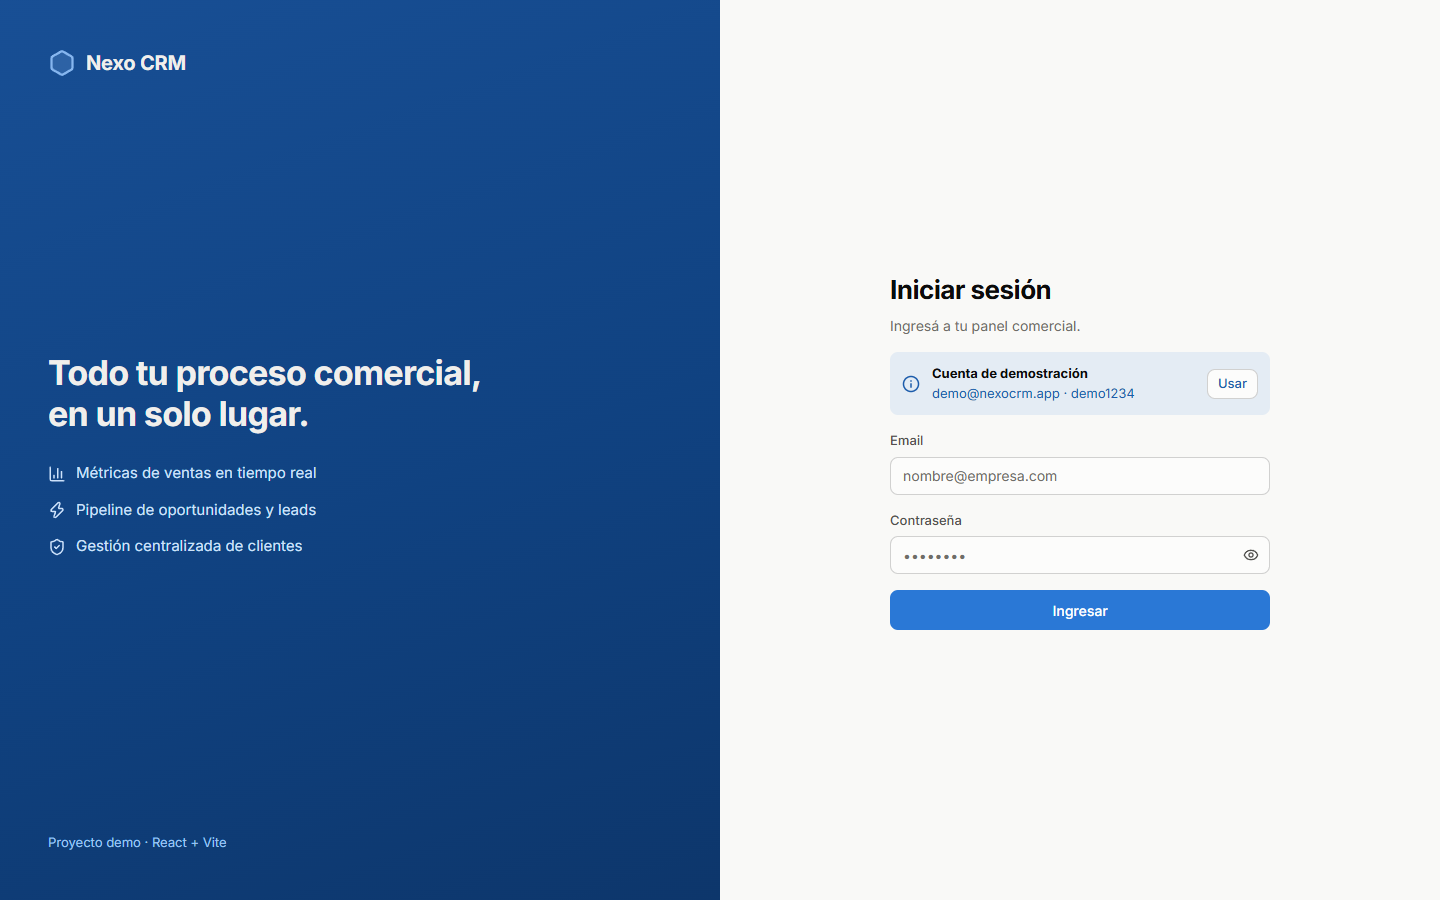 Nexo CRM
Todo tu proceso comercial,
en un solo lugar.
Métricas de ventas en tiempo real
Pipeline de oportunidades y leads
Gestión centralizada de clientes
Proyecto demo · React + Vite
Iniciar sesión
Ingresá a tu panel comercial.
Cuenta de demostración
demo@nexocrm.app · demo1234
Usar
Email
nombre@empresa.com
Contraseña
••••••••
Ingresar